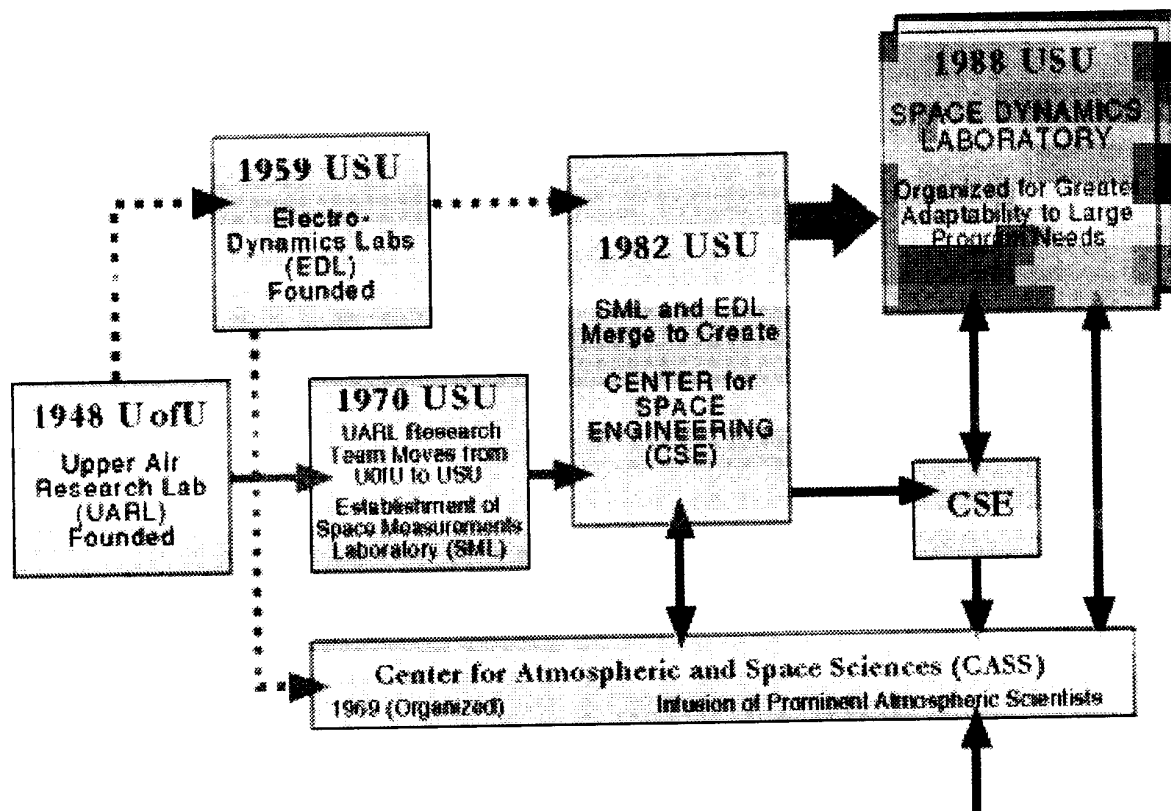 1948 UofU
Upper Air
Research Lab
(UARL)
Founded
1959 USU
Electro-
Dynamics Labs
(EDL)
Founded
1970 USU
UARL Research
Team Moves from
UofU to USU
Establishment of
Space Measurements
Laboratory (SML)
1982 USU
SML and EDL
Merge to Create
CENTER for
SPACE
ENGINEERING
(CSE)
1988 USU
SPACE DYNAMICS
LABORATORY
Organized for Greater
Adaptability to Large
Program Needs
CSE
Center for Atmospheric and Space Sciences (CASS)
1969 (Organized) Infusion of Prominent Atmospheric Scientists